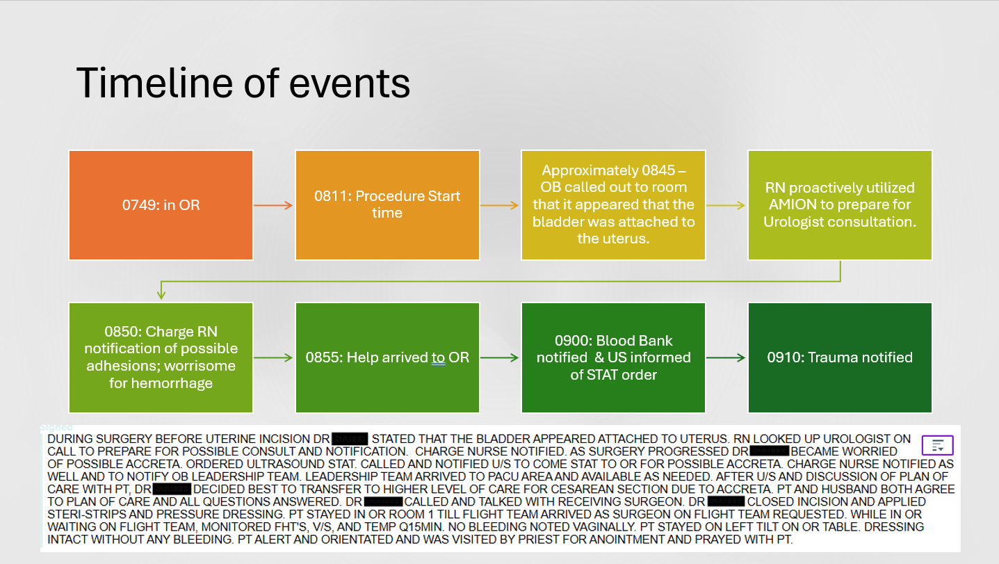 Timeline of events
0749: in OR
0811: Procedure Start
time
Approximately 0845 –
OB called out to room
that it appeared that the
bladder was attached to
the uterus.
RN proactively utilized
AMION to prepare for
Urologist consultation.
0850: Charge RN
notification of possible
adhesions; worrisome
for hemorrhage
0855: Help arrived to OR
0900: Blood Bank
notified & US informed
of STAT order
0910: Trauma notified
Signed
DURING SURGERY BEFORE UTERINE INCISION DR STATED THAT THE BLADDER APPEARED ATTACHED TO UTERUS. RN LOOKED UP UROLOGIST ON
CALL TO PREPARE FOR POSSIBLE CONSULT AND NOTIFICATION. CHARGE NURSE NOTIFIED. AS SURGERY PROGRESSED DR BECAME WORRIED
OF POSSIBLE ACCRETA. ORDERED ULTRASOUND STAT. CALLED AND NOTIFIED U/S TO COME STAT TO OR FOR POSSIBLE ACCRETA. CHARGE NURSE NOTIFIED AS
WELL AND TO NOTIFY OB LEADERSHIP TEAM. LEADERSHIP TEAM ARRIVED TO PACU AREA AND AVAILABLE AS NEEDED. AFTER U/S AND DISCUSSION OF PLAN OF
CARE WITH PT, DR DECIDED BEST TO TRANSFER TO HIGHER LEVEL OF CARE FOR CESAREAN SECTION DUE TO ACCRETA. PT AND HUSBAND BOTH AGREE
TO PLAN OF CARE AND ALL QUESTIONS ANSWERED. DR CALLED AND TALKED WITH RECEIVING SURGEON. DR CLOSED INCISION AND APPLIED
STERI-STRIPS AND PRESSURE DRESSING. PT STAYED IN OR ROOM 1 TILL FLIGHT TEAM ARRIVED AS SURGEON ON FLIGHT TEAM REQUESTED. WHILE IN OR
WAITING ON FLIGHT TEAM, MONITORED FHT'S, V/S, AND TEMP Q15MIN. NO BLEEDING NOTED VAGINALLY. PT STAYED ON LEFT TILT ON OR TABLE. DRESSING
INTACT WITHOUT ANY BLEEDING. PT ALERT AND ORIENTATED AND WAS VISITED BY PRIEST FOR ANOINTMENT AND PRAYED WITH PT.